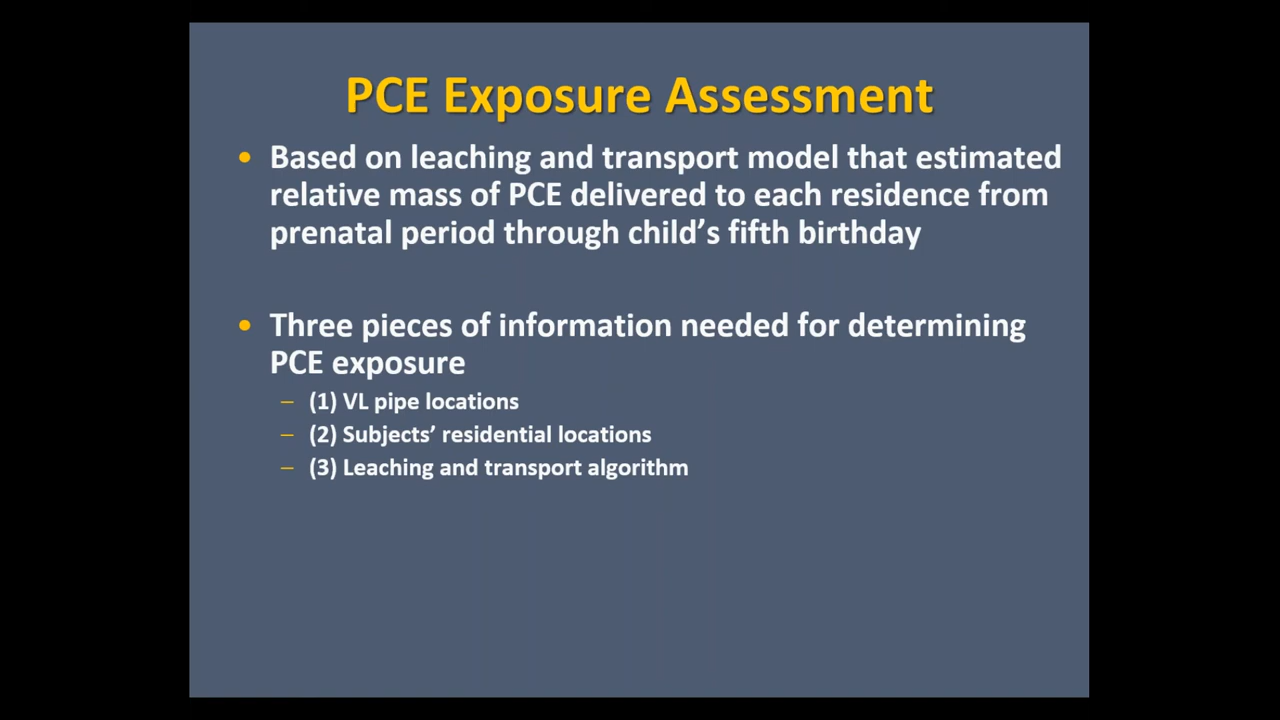 PCE Exposure Assessment
• Based on leaching and transport model that estimated
relative mass of PCE delivered to each residence from
prenatal period through child’s fifth birthday
• Three pieces of information needed for determining
PCE exposure
– (1) VL pipe locations
– (2) Subjects’ residential locations
– (3) Leaching and transport algorithm